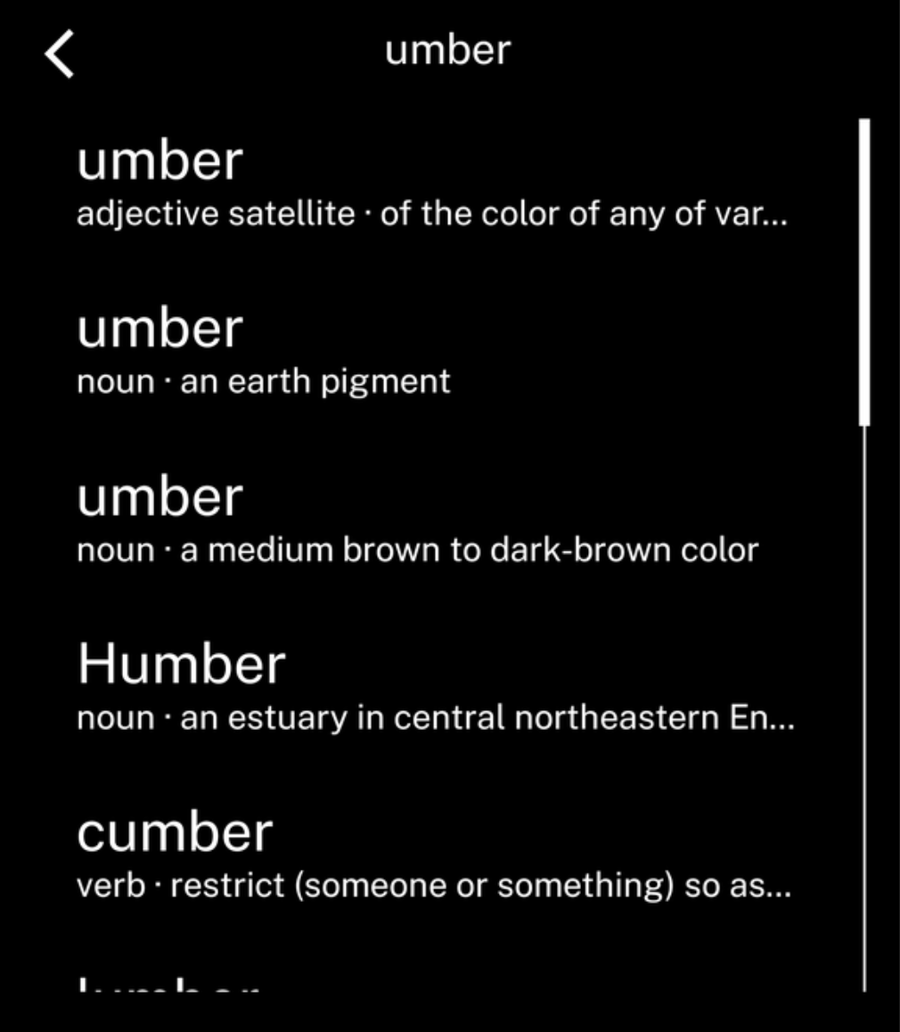 umber
umber
adjective satellite · of the color of any of var...
umber
noun · an earth pigment
umber
noun · a medium brown to dark-brown color
Humber
noun · an estuary in central northeastern En...
cumber
verb · restrict (someone or something) so as...